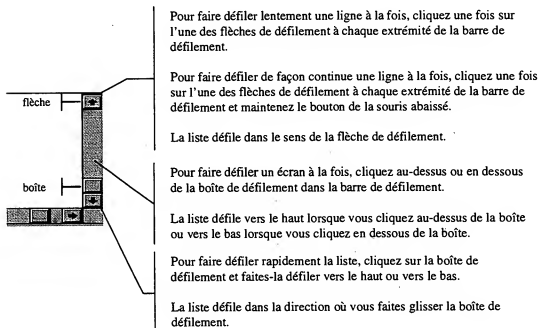 Pour faire défiler lentement une ligne à la fois, cliquez une fois sur
l'une des flèches de défilement à chaque extrémité de la barre de
défilement.
Pour faire défiler de façon continue une ligne à la fois, cliquez une fois
sur l'une des flèches de défilement à chaque extrémité de la barre de
défilement et maintenez le bouton de la souris abaissé.
flèche
La liste défile dans le sens de la flèche de défilement.
Pour faire défiler un écran à la fois, cliquez au-dessus ou en dessous
de la boîte de défilement dans la barre de défilement.
boîte
La liste défile vers le haut lorsque vous cliquez au-dessus de la boîte
ou vers le bas lorsque vous cliquez en dessous de la boîte.
Pour faire défiler rapidement la liste, cliquez sur la boîte de
défilement et faites-la défiler vers le haut ou vers le bas.
La liste défile dans la direction où vous faites glisser la boîte de
défilement.